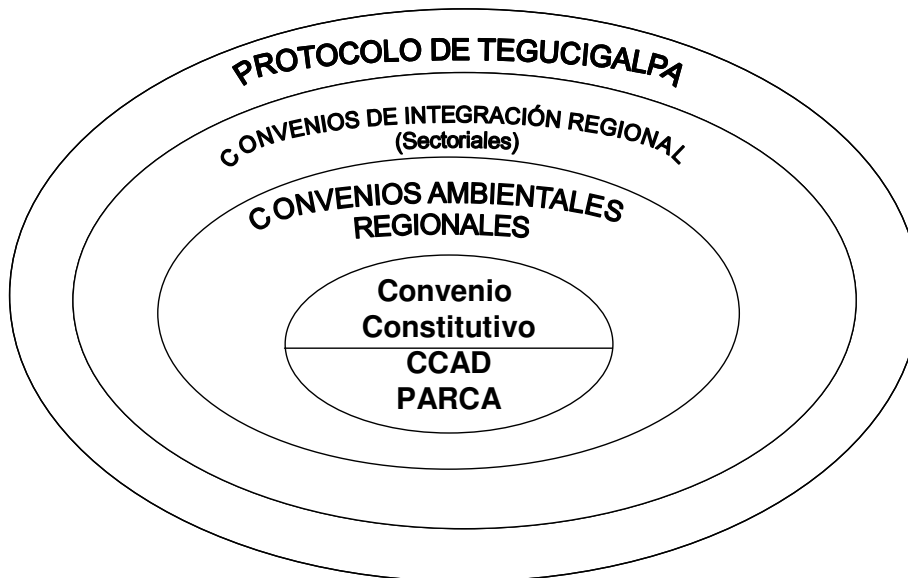 PROTOCOLO DE TEGUCIGALPA
CONVENIOS DE INTEGRACIÓN REGIONAL
(Sectoriales)
CONVENIOS AMBIENTALES
REGIONALES
Convenio
Constitutivo
CCAD
PARCA